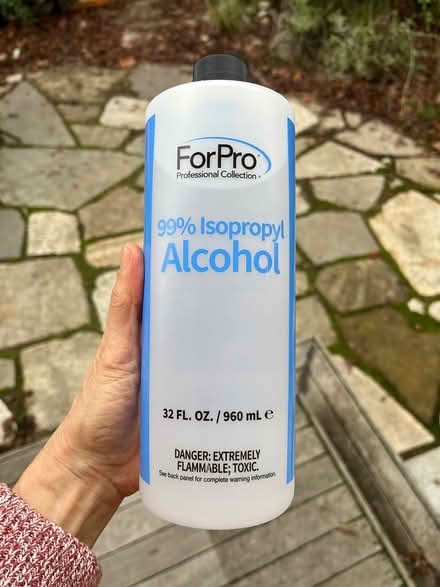 ForPro
Professional Collection
99% Isopropyl
Alcohol
32 FL. OZ. / 960 mL ℮
DANGER: EXTREMELY
FLAMMABLE; TOXIC.
See back panel for complete warning information.